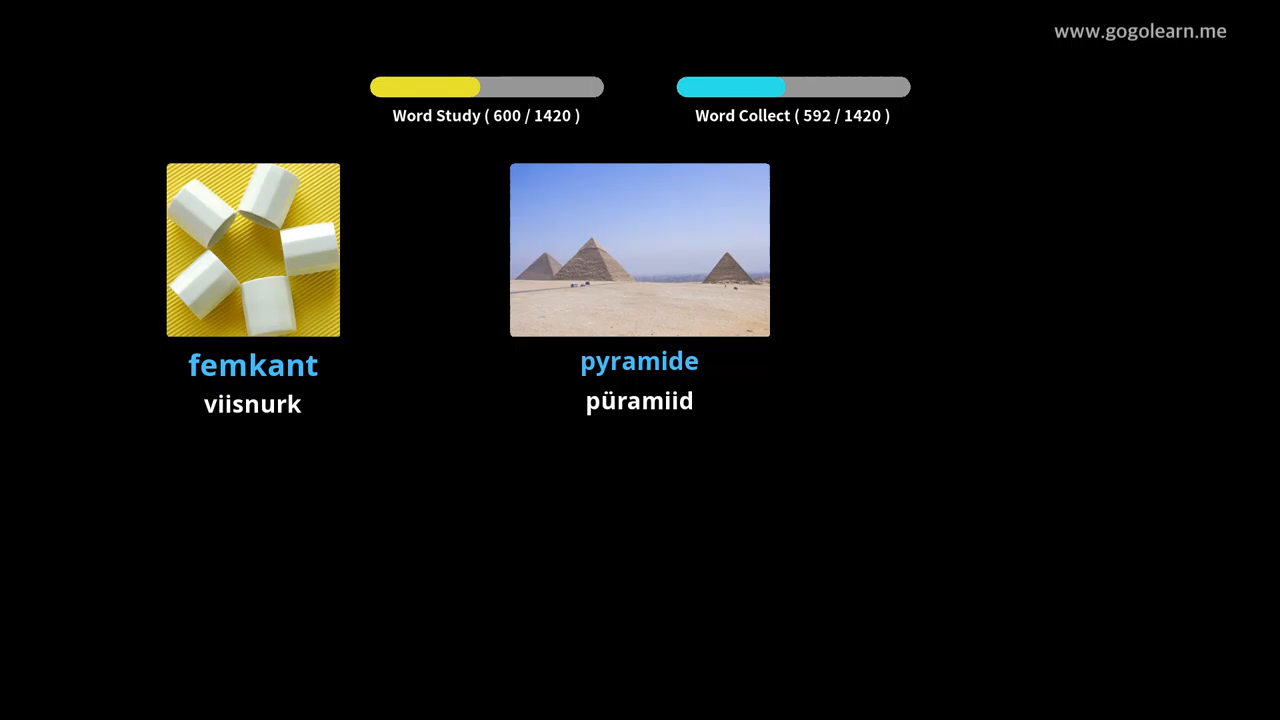 www.gogolearn.me
Word Study ( 600 / 1420 )
Word Collect ( 592 / 1420 )
femkant
viisnurk
pyramide
püramiid